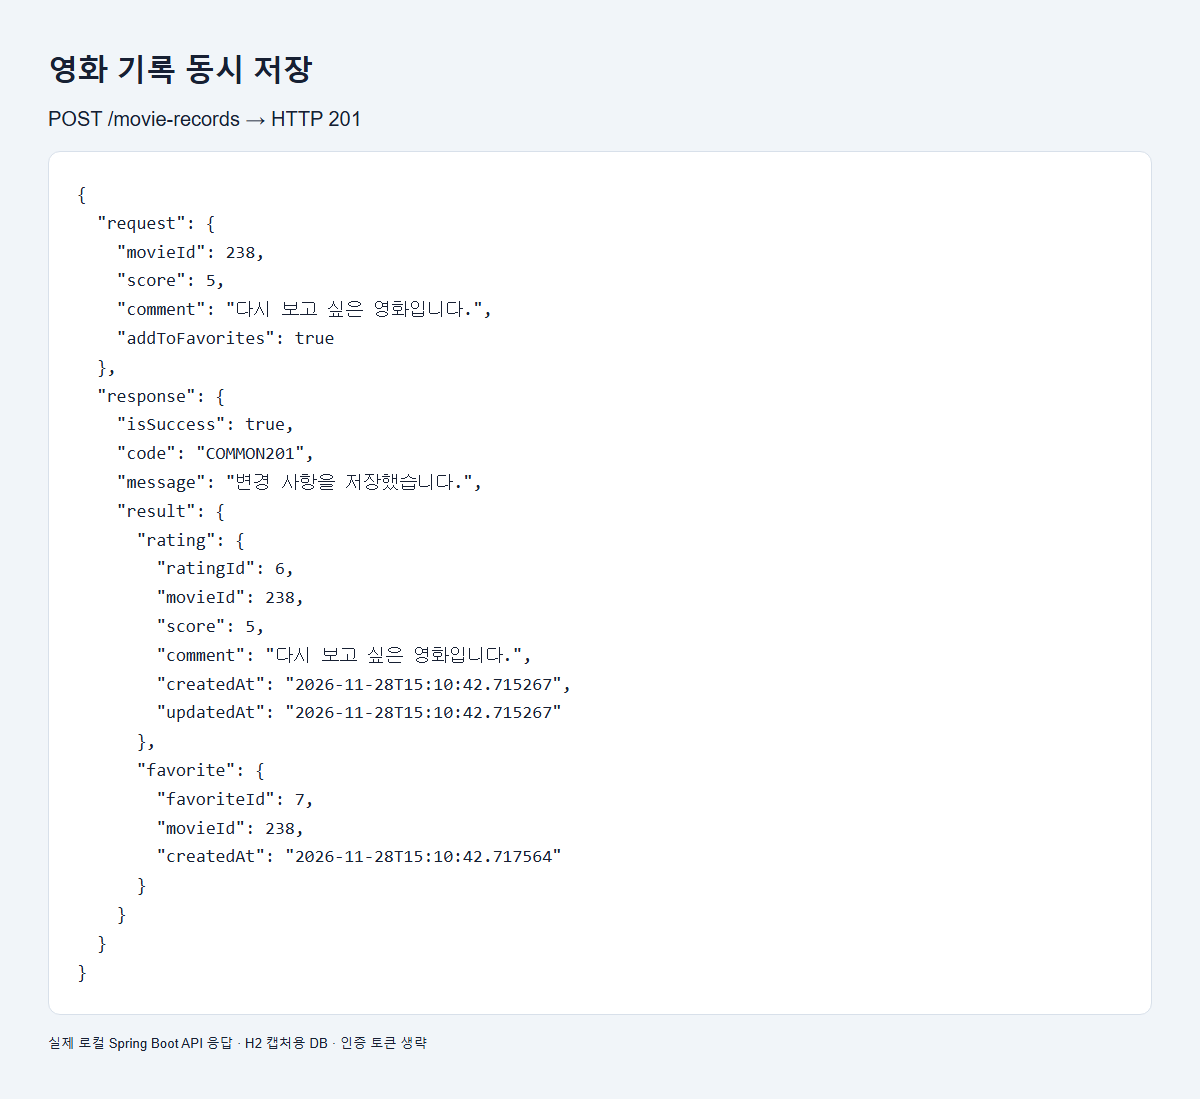 영화 기록 동시 저장
POST /movie-records → HTTP 201
{
  "request": {
    "movieId": 238,
    "score": 5,
    "comment": "다시 보고 싶은 영화입니다.",
    "addToFavorites": true
  },
  "response": {
    "isSuccess": true,
    "code": "COMMON201",
    "message": "변경 사항을 저장했습니다.",
    "result": {
      "rating": {
        "ratingId": 6,
        "movieId": 238,
        "score": 5,
        "comment": "다시 보고 싶은 영화입니다.",
        "createdAt": "2026-11-28T15:10:42.715267",
        "updatedAt": "2026-11-28T15:10:42.715267"
      },
      "favorite": {
        "favoriteId": 7,
        "movieId": 238,
        "createdAt": "2026-11-28T15:10:42.717564"
      }
    }
  }
}
실제 로컬 Spring Boot API 응답 · H2 캡처용 DB · 인증 토큰 생략